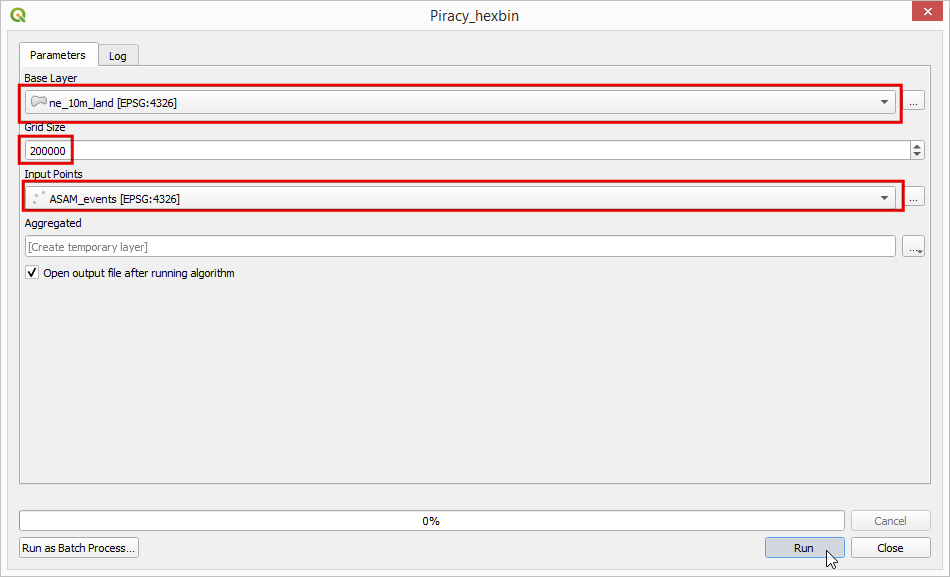 Piracy_hexbin
Parameters
Log
Base Layer
ne_10m_land [EPSG:4326]
...
Grid Size
200000
Input Points
ASAM_events [EPSG:4326]
...
Aggregated
[Create temporary layer]
...
Open output file after running algorithm
0%
Cancel
Run as Batch Process...
Run
Close